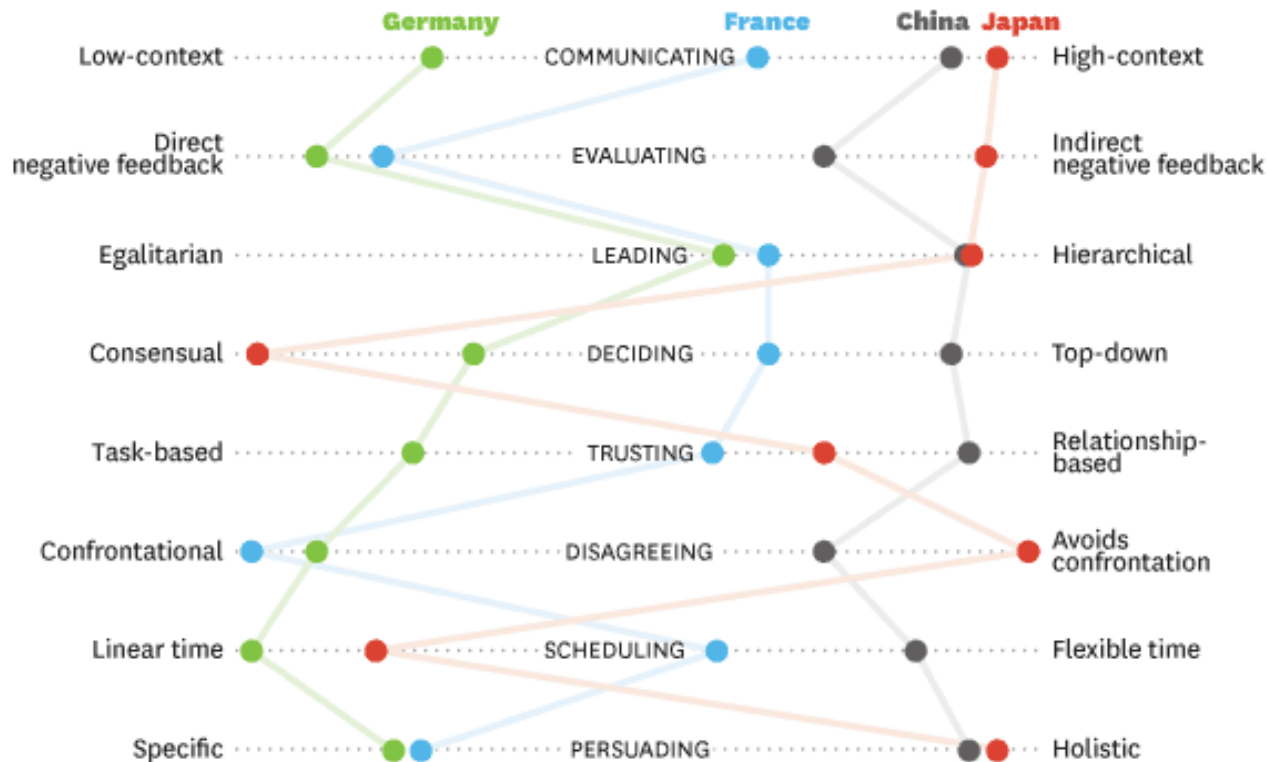 Germany France China Japan
Low-context COMMUNICATING High-context
Direct
negative feedback
EVALUATING
Indirect
negative feedback
Egalitarian LEADING Hierarchical
Consensual DECIDING Top-down
Task-based TRUSTING
Relationship-
based
Confrontational DISAGREEING
Avoids
confrontation
Linear time SCHEDULING Flexible time
Specific PERSUADING Holistic